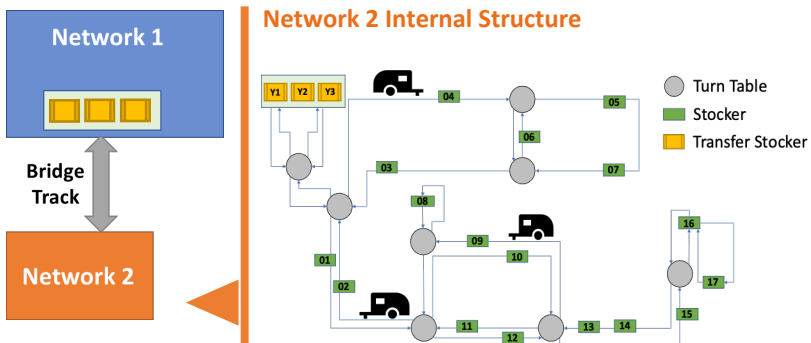 Network 2 Internal Structure
Network 1
Bridge
Track
Network 2
Y1 Y2 Y3
04
05
06
03
07
Turn Table
Stocker
Transfer Stocker
08
09
10
01
02
11
12
13
14
15
16
17